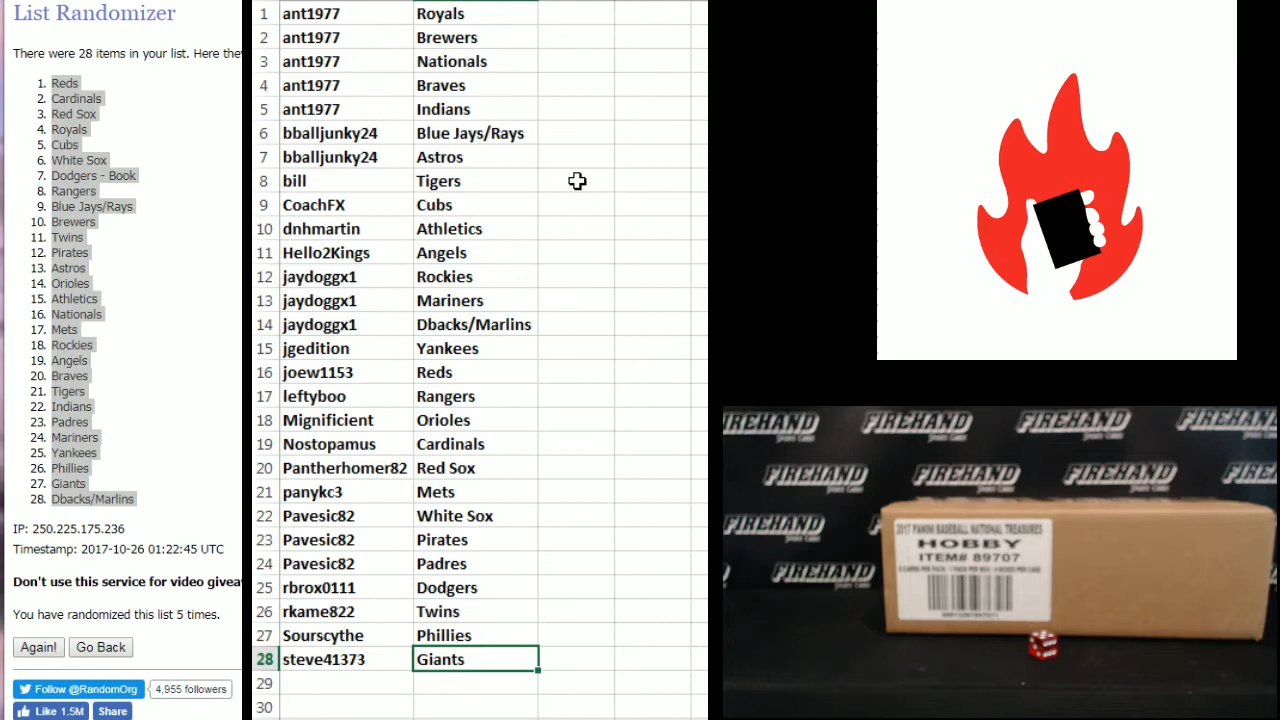 List Randomizer
There were 28 items in your list. Here they
1. Reds
2. Cardinals
3. Red Sox
4. Royals
5. Cubs
6. White Sox
7. Dodgers - Book
8. Rangers
9. Blue Jays/Rays
10. Brewers
11. Twins
12. Pirates
13. Astros
14. Orioles
15. Athletics
16. Nationals
17. Mets
18. Rockies
19. Angels
20. Braves
21. Tigers
22. Indians
23. Padres
24. Mariners
25. Yankees
26. Phillies
27. Giants
28. Dbacks/Marlins
IP: 250.225.175.236
Timestamp: 2017-10-26 01:22:45 UTC
Don't use this service for video giveaw
You have randomized this list 5 times.
Again! Go Back
Follow @RandomOrg 4,955 followers
Like 1.5M Share
1 ant1977 Royals
2 ant1977 Brewers
3 ant1977 Nationals
4 ant1977 Braves
5 ant1977 Indians
6 bballjunky24 Blue Jays/Rays
7 bballjunky24 Astros
8 bill Tigers
9 CoachFX Cubs
10 dnhmartin Athletics
11 Hello2Kings Angels
12 jaydoggx1 Rockies
13 jaydoggx1 Mariners
14 jaydoggx1 Dbacks/Marlins
15 jgedition Yankees
16 joew1153 Reds
17 leftyboo Rangers
18 Mignificient Orioles
19 Nostopamus Cardinals
20 Pantherhomer82 Red Sox
21 panykc3 Mets
22 Pavesic82 White Sox
23 Pavesic82 Pirates
24 Pavesic82 Padres
25 rbrox0111 Dodgers
26 rkame822 Twins
27 Sourscythe Phillies
28 steve41373 Giants
29
30
FIREHAND FIREHAND FIREHAND FIREHAND
FIREHAND FIREHAND FIREHAND FIREHAND
FIREHAND
FIREHAND
2017 PANINI BASEBALL NATIONAL TREASURES
HOBBY
ITEM# 89707